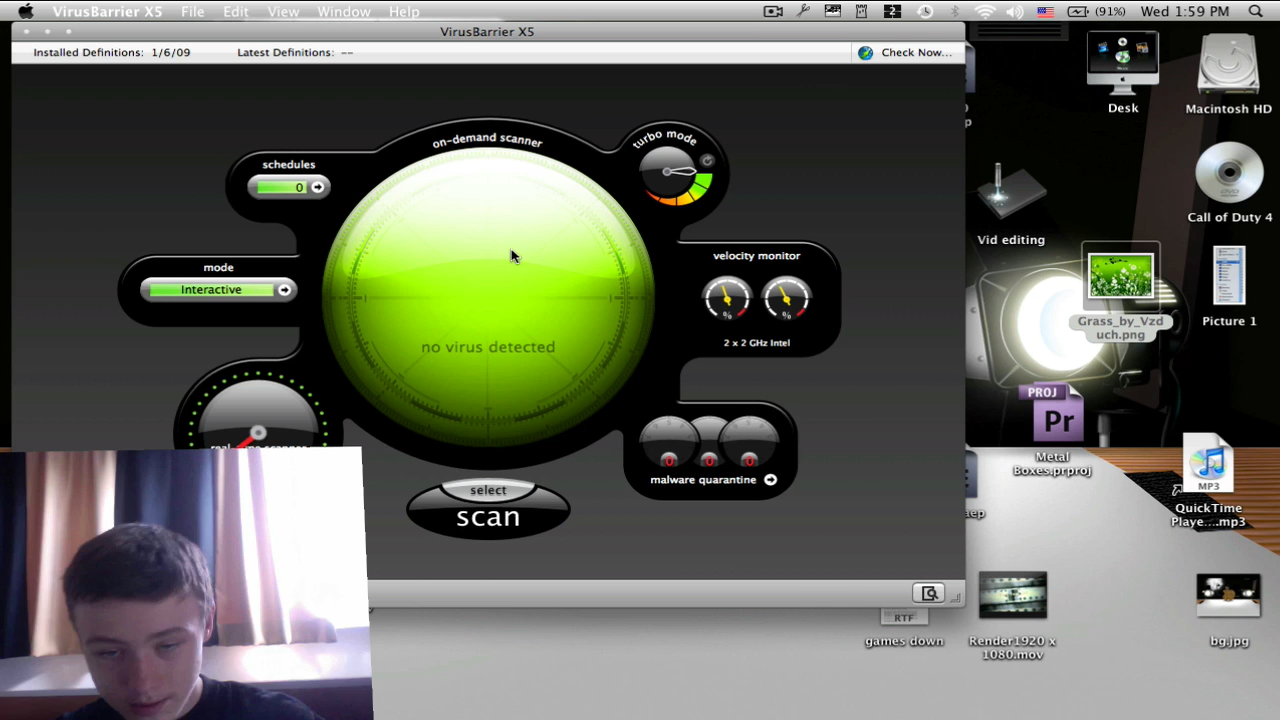 VirusBarrier X5 File Edit View Window Help
2
(91%) Wed 1:59 PM
VirusBarrier X5
Installed Definitions: 1/6/09 Latest Definitions: --
Check Now...
on-demand scanner
turbo mode
schedules
0
mode
Interactive
velocity monitor
% %
2 x 2 GHz Intel
no virus detected
0 0 0
malware quarantine
select
scan
Desk
Macintosh HD
Vid editing
Call of Duty 4
Grass_by_Vzd
uch.png
Picture 1
PROJ
Pr
Metal
Boxes.prproj
MP3
QuickTime
Playe....mp3
RTF
games down
Render1920 x
1080.mov
bg.jpg